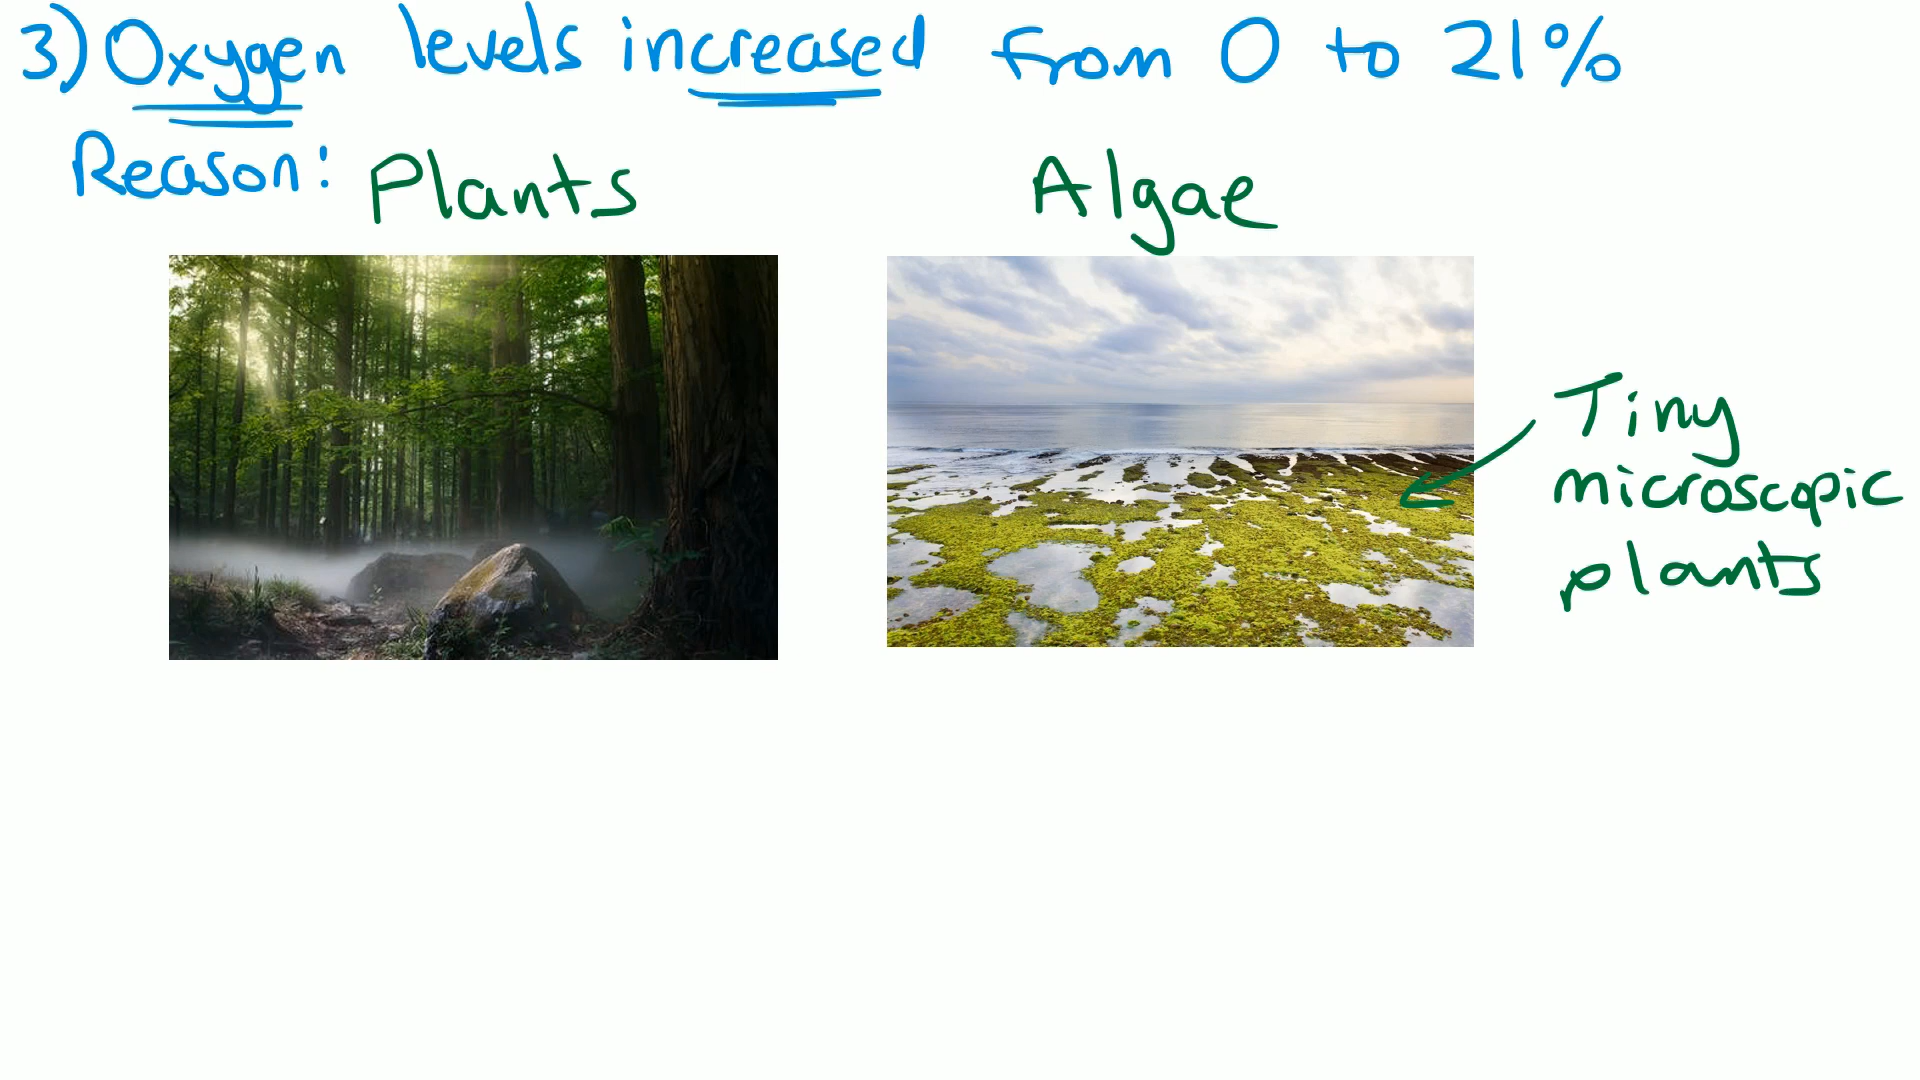 3) Oxygen levels increased from 0 to 21%
Reason: Plants Algae
Tiny
microscopic
plants